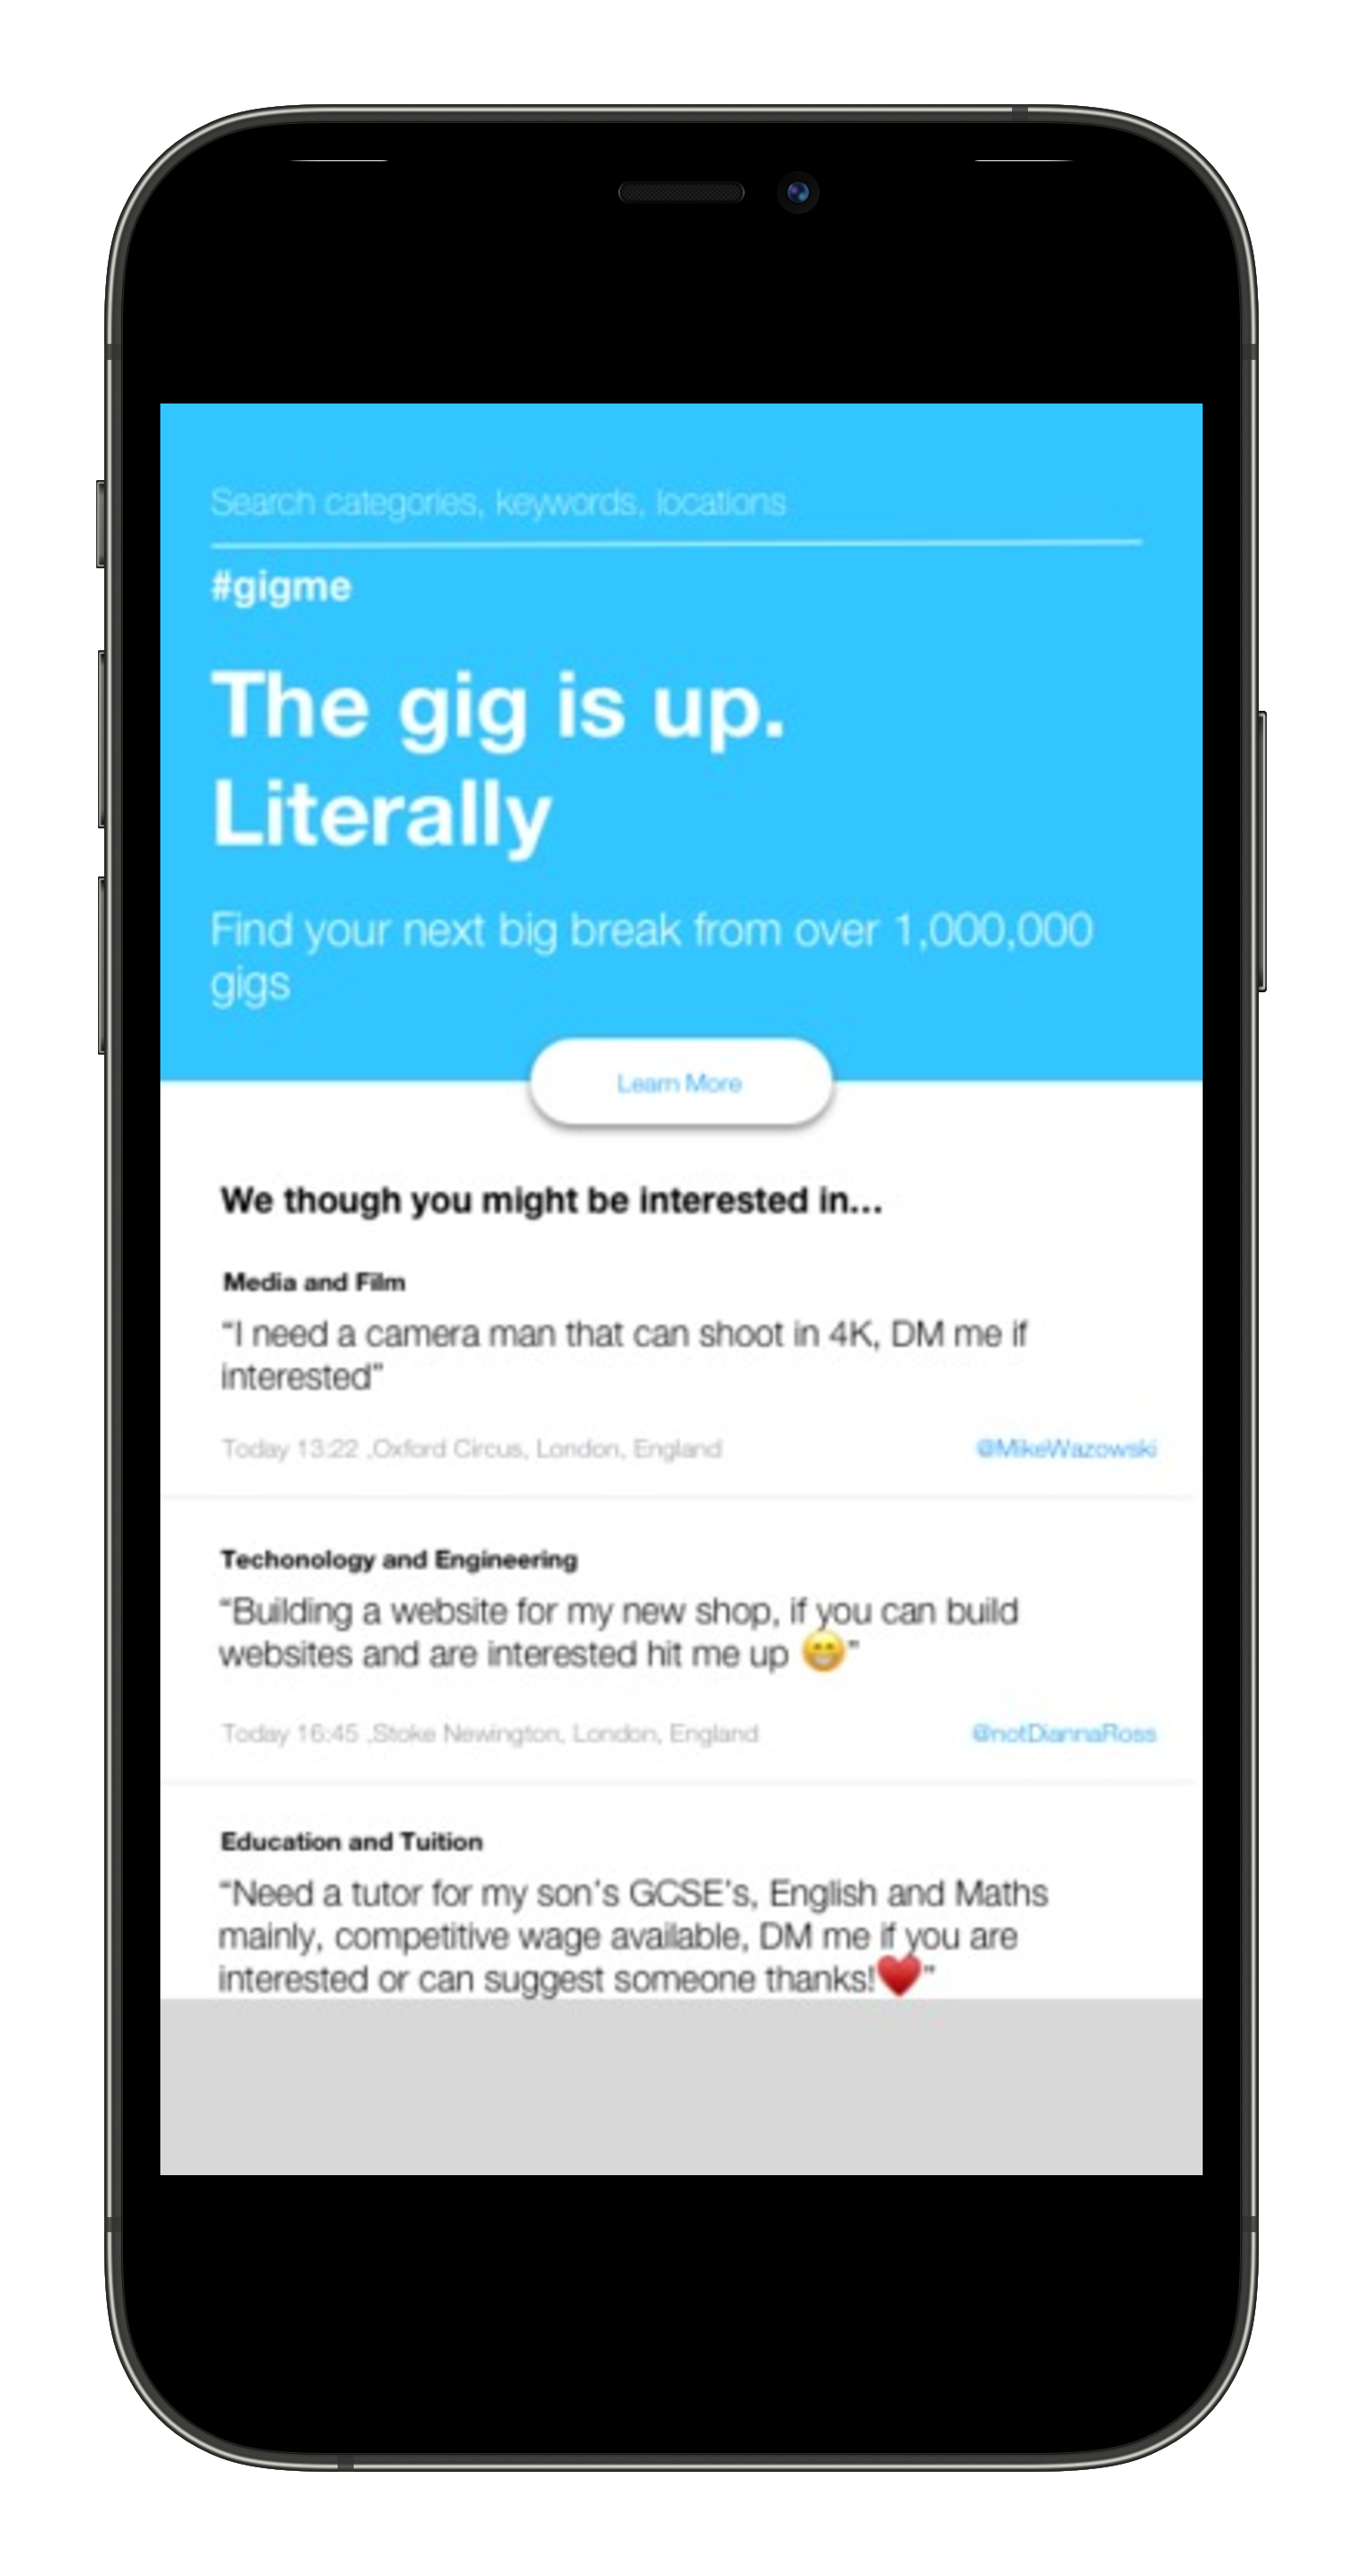 Search categories, keywords, locations
#gigme
The gig is up.
Literally
Find your next big break from over 1,000,000
gigs
Learn More
We though you might be interested in...
Media and Film
“I need a camera man that can shoot in 4K, DM me if
interested”
Today 13:22 ,Oxford Circus, London, England @MikeWazowski
Techonology and Engineering
“Building a website for my new shop, if you can build
websites and are interested hit me up 😁”
Today 16:45 ,Stoke Newington, London, England @notDiannaRoss
Education and Tuition
“Need a tutor for my son’s GCSE’s, English and Maths
mainly, competitive wage available, DM me if you are
interested or can suggest someone thanks!❤️”